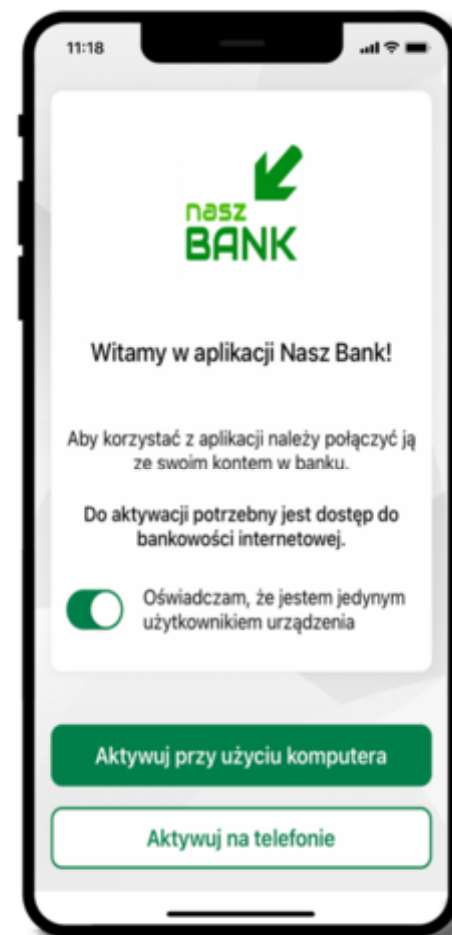 11:18
nasz
BANK
Witamy w aplikacji Nasz Bank!
Aby korzystać z aplikacji należy połączyć ją
ze swoim kontem w banku.
Do aktywacji potrzebny jest dostęp do
bankowości internetowej.
Oświadczam, że jestem jedynym
użytkownikiem urządzenia
Aktywuj przy użyciu komputera
Aktywuj na telefonie